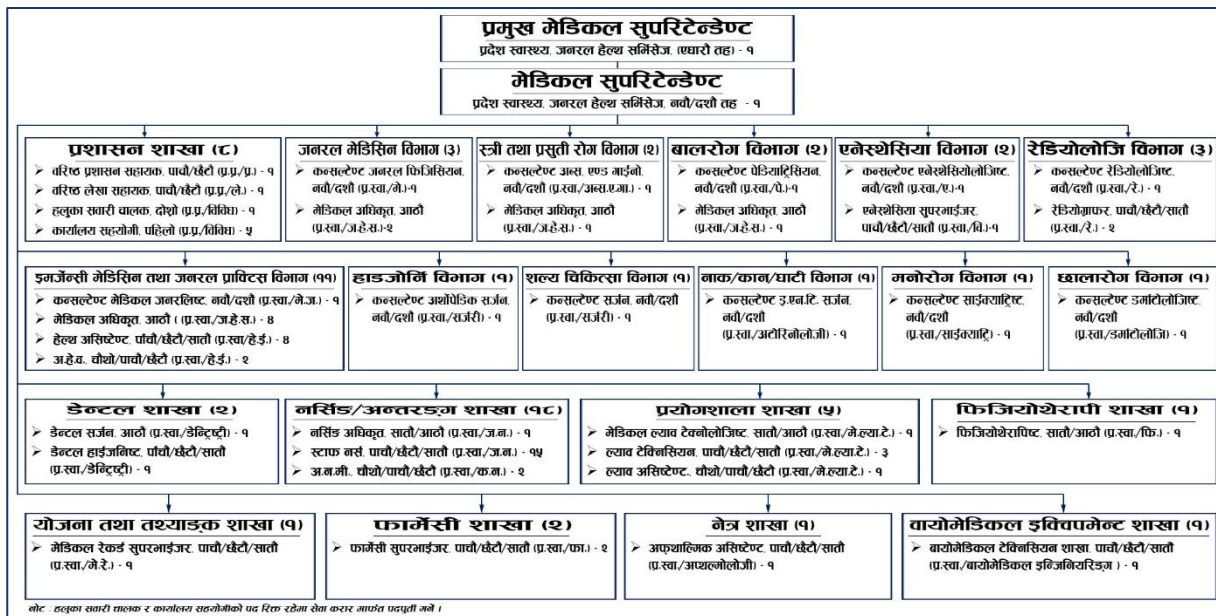 प्रमुख मेडिकल सुपरिटेन्डेण्ट
प्रदेश स्वास्थ्य, जनरल हेल्थ सर्भिसेज, (एघारौ तह) - १
मेडिकल सुपरिटेन्डेण्ट
प्रदेश स्वास्थ्य, जनरल हेल्थ सर्भिसेज, नवौ/दशौ तह - १
प्रशासन शाखा (८)
➤ वरिष्ठ प्रशासन सहायक, पाचौ/छैटौ (प्र.प्र./प्र.) - १
➤ वरिष्ठ लेखा सहायक, पाचौ/छैटौ (प्र.प्र./ले.) - १
➤ हलुका सवारी चालक, दोश्रो (प्र.प्र./विविध) - १
➤ कार्यालय सहयोगी, पहिलो (प्र.प्र./विविध) - ५
जनरल मेडिसिन विभाग (३)
➤ कन्सल्टेण्ट जनरल फिजिसियन,
नवौ/दशौ (प्र.स्वा/मे.)-१
➤ मेडिकल अधिकृत, आठौ
(प्र.स्वा./ज.हे.स.)-२
स्त्री तथा प्रसुती रोग विभाग (२)
➤ कन्सल्टेण्ट अब्स. एण्ड गाईनो,
नवौ/दशौ (प्र.स्वा/अब्स.ए.गा.)- १
➤ मेडिकल अधिकृत, आठौ
(प्र.स्वा./ज.हे.स.) - १
बालरोग विभाग (२)
➤ कन्सल्टेण्ट पेडियाट्रिसियन,
नवौ/दशौ (प्र.स्वा/पे.)-१
➤ मेडिकल अधिकृत, आठौ
(प्र.स्वा./ज.हे.स.) - १
एनेस्थेसिया विभाग (२)
➤ कन्सल्टेण्ट एनेस्थेसियोलोजिष्ट,
नवौ/दशौ (प्र.स्वा/ए.)-१
➤ एनेस्थेसिया सुपरभाईजर,
पाचौ/छैटौ/सातौ (प्र.स्वा./वि.)-१
रेडियोलोजि विभाग (३)
➤ कन्सल्टेण्ट रेडियोलोजिष्ट,
नवौ/दशौ (प्र.स्वा/रे.) - १
➤ रेडियोग्राफर, पाचौ/छैटौ/सातौ
(प्र.स्वा./रे.) - २
इमर्जेन्सी मेडिसिन तथा जनरल प्राक्टिस विभाग (११)
➤ कन्सल्टेण्ट मेडिकल जनरलिष्ट, नवौ/दशौ (प्र.स्वा./मे.ज.) - १
➤ मेडिकल अधिकृत, आठौ ( (प्र.स्वा./ज.हे.स.) - ४
➤ हेल्थ असिष्टेण्ट, पाँचौ/छैटौ/सातौ (प्र.स्वा/हे.ई.) - ४
➤ अ.हे.व., चौथो/पाचौ/छैटौ (प्र.स्वा./हे.ई.) - २
हाडजोर्नि विभाग (१)
➤ कन्सल्टेण्ट अर्थोपेडिक सर्जन,
नवौ/दशौ (प्र.स्वा./सर्जरी) - १
शल्य चिकित्सा विभाग (१)
➤ कन्सल्टेण्ट सर्जन, नवौ/दशौ
(प्र.स्वा./सर्जरी) - १
नाक/कान/घाटी विभाग (१)
➤ कन्सल्टेण्ट इ.एन.टि. सर्जन,
नवौ/दशौ
(प्र.स्वा./अटोरिनोलोजी) - १
मनोरोग विभाग (१)
➤ कन्सल्टेण्ट साईक्याट्रिष्ट,
नवौ/दशौ
(प्र.स्वा./साईक्याट्रि) - १
छालारोग विभाग (१)
➤ कन्सल्टेण्ट डर्माटोलोजिष्ट,
नवौ/दशौ
(प्र.स्वा./डर्माटोलोजि) - १
डेन्टल शाखा (२)
➤ डेन्टल सर्जन, आठौ (प्र.स्वा./डेन्ट्रिष्ट्री) - १
➤ डेन्टल हाईजनिष्ट, पाँचौ/छैटौ/सातौ
(प्र.स्वा./डेन्ट्रिष्ट्री) - १
नर्सिङ/अन्तरङ्ग शाखा (१८)
➤ नर्सिङ अधिकृत, सातौ/आठौ (प्र.स्वा./ज.न.) - १
➤ स्टाफ नर्स, पाचौ/छैटौ/सातौ (प्र.स्वा./ज.न.) - १५
➤ अ.न.मी., चौथो/पाचौ/छैटौ (प्र.स्वा./क.न.) - २
प्रयोगशाला शाखा (५)
➤ मेडिकल ल्याव टेक्नोलोजिष्ट, सातौ/आठौ (प्र.स्वा./मे.ल्या.टे.) - १
➤ ल्याव टेक्निसियन, पाचौ/छैटौ/सातौ (प्र.स्वा./मे.ल्या.टे.) - ३
➤ ल्याव असिष्टेण्ट, चौथो/पाचौ/छैटौ (प्र.स्वा./मे.ल्या.टे.) - १
फिजियोथेरापी शाखा (१)
➤ फिजियोथेरापिष्ट, सातौ/आठौ (प्र.स्वा./फि.) - १
योजना तथा तथ्याङ्क शाखा (१)
➤ मेडिकल रेकर्ड सुपरभाईजर, पाचौ/छैटौ/सातौ
(प्र.स्वा./मे.रे.) - १
फार्मेसी शाखा (२)
➤ फार्मेसी सुपरभाईजर, पाचौ/छैटौ/सातौ (प्र.स्वा./फा.) - २
नेत्र शाखा (१)
➤ अफ्थाल्मिक असिष्टेण्ट, पाचौ/छैटौ/सातौ
(प्र.स्वा./अप्थल्मोलोजी) - १
वायोमेडिकल इक्विपमेन्ट शाखा (१)
➤ बायोमेडिकल टेक्निसियन शाखा, पाचौ/छैटौ/सातौ
(प्र.स्वा./बायोमेडिकल इन्जिनियरिङ्ग) - १
नोट : हलुका सवारी चालक र कार्यालय सहयोगीको पद रिक्त रहेमा सेवा करार मार्फत पदपूर्ती गर्ने ।